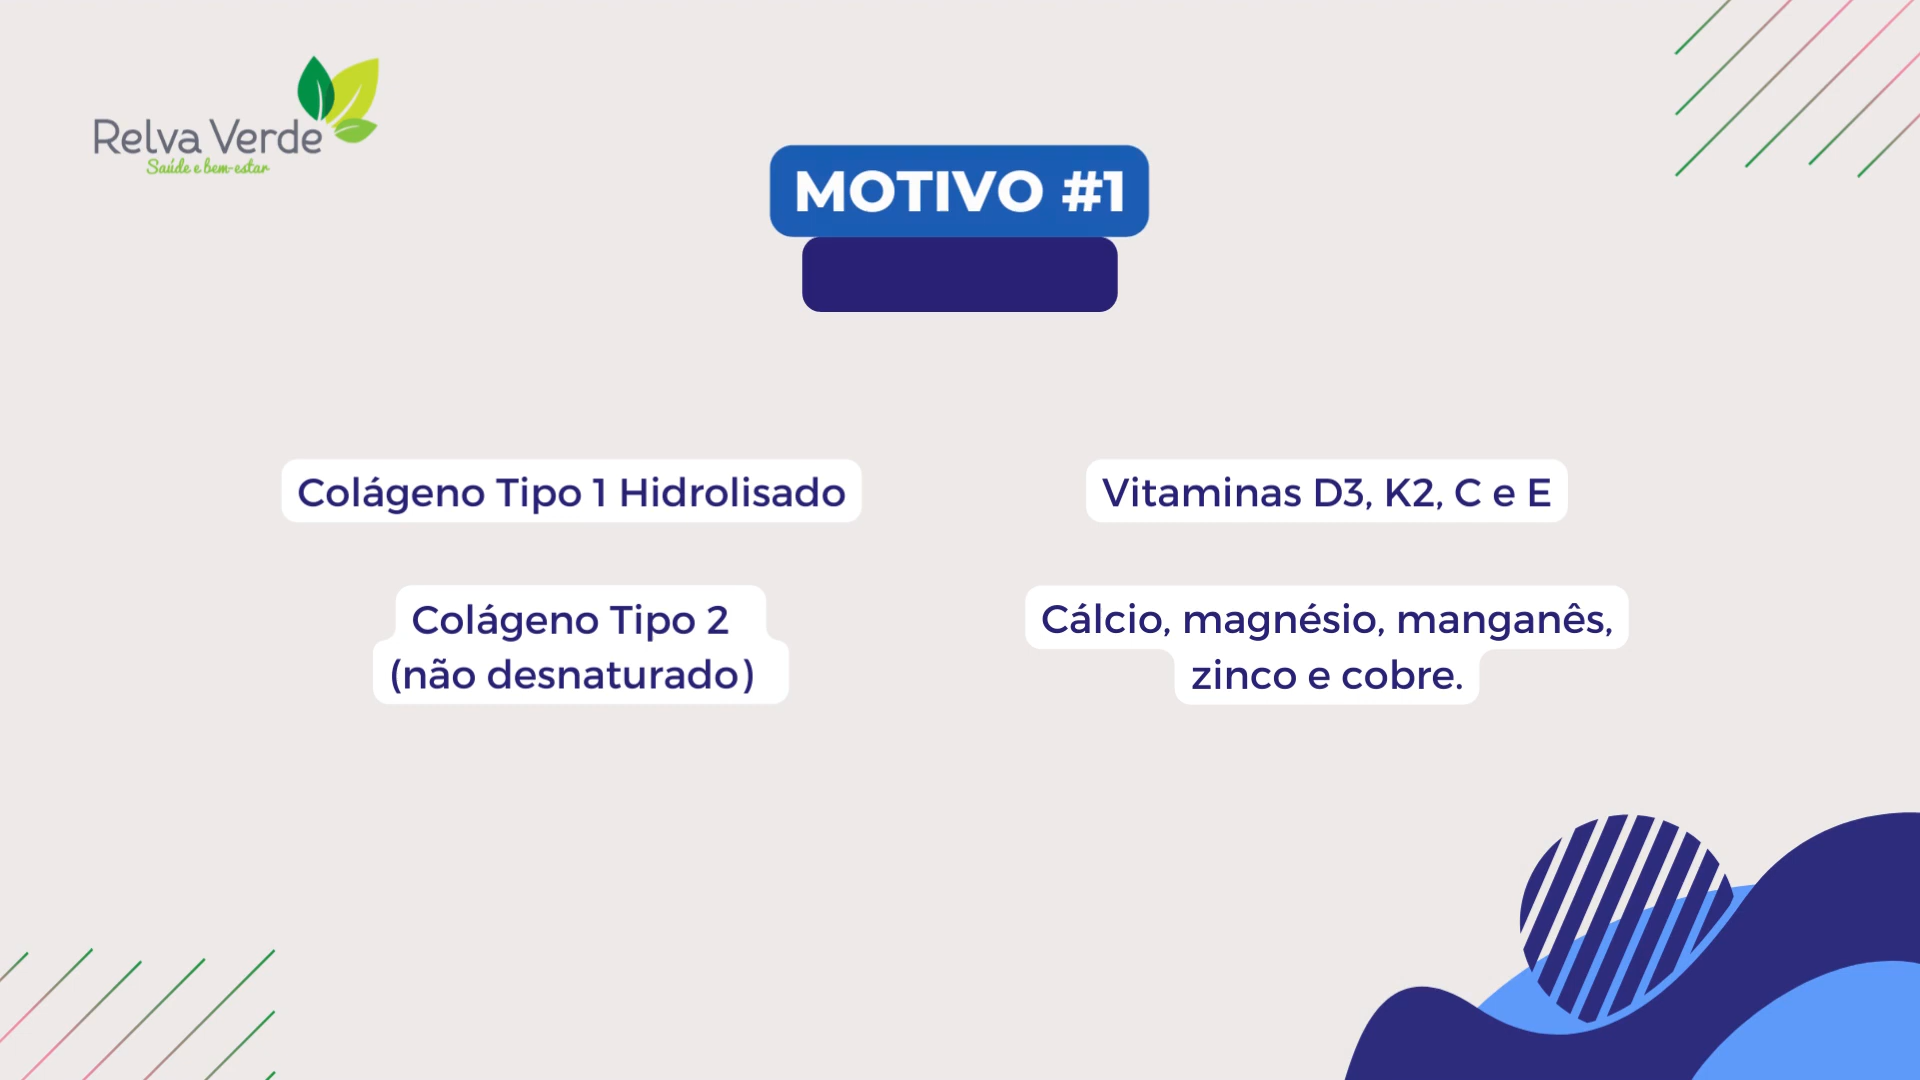 Relva Verde
Saúde e bem-estar
MOTIVO #1
Colágeno Tipo 1 Hidrolisado
Colágeno Tipo 2
(não desnaturado)
Vitaminas D3, K2, C e E
Cálcio, magnésio, manganês,
zinco e cobre.